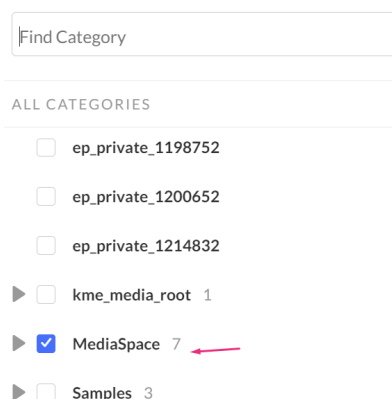 Find Category
ALL CATEGORIES
ep_private_1198752
ep_private_1200652
ep_private_1214832
kme_media_root 1
MediaSpace 7
Samples 3